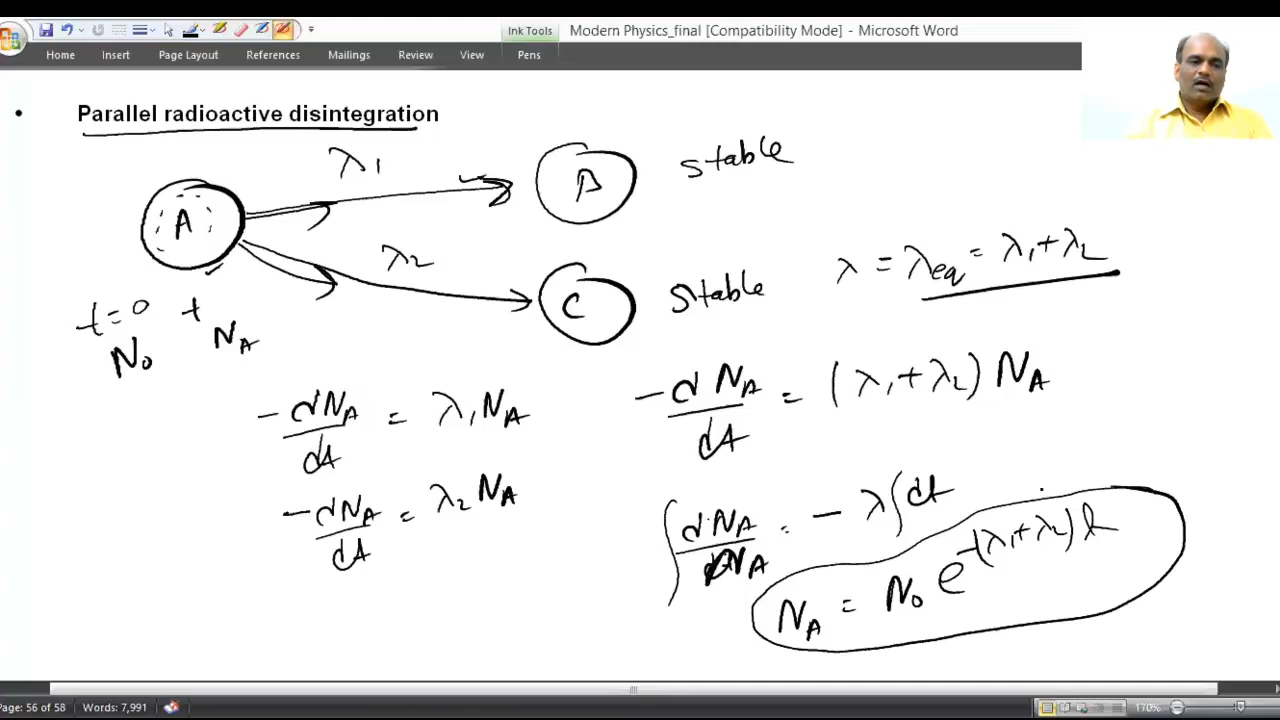 Ink Tools
Modern Physics_final [Compatibility Mode] - Microsoft Word
Home Insert Page Layout References Mailings Review View Pens
• Parallel radioactive disintegration
λ1
A
B
stable
λ2
C
stable
λ = λeq = λ1+λ2
t=0 t
N0 NA
-dNA/dt = λ1NA
-dNA/dt = (λ1+λ2) NA
-dNA/dt = λ2 NA
∫dNA/NA = -λ∫dt
NA = N0 e^-(λ1+λ2)t
Page: 56 of 58 Words: 7,991 170%